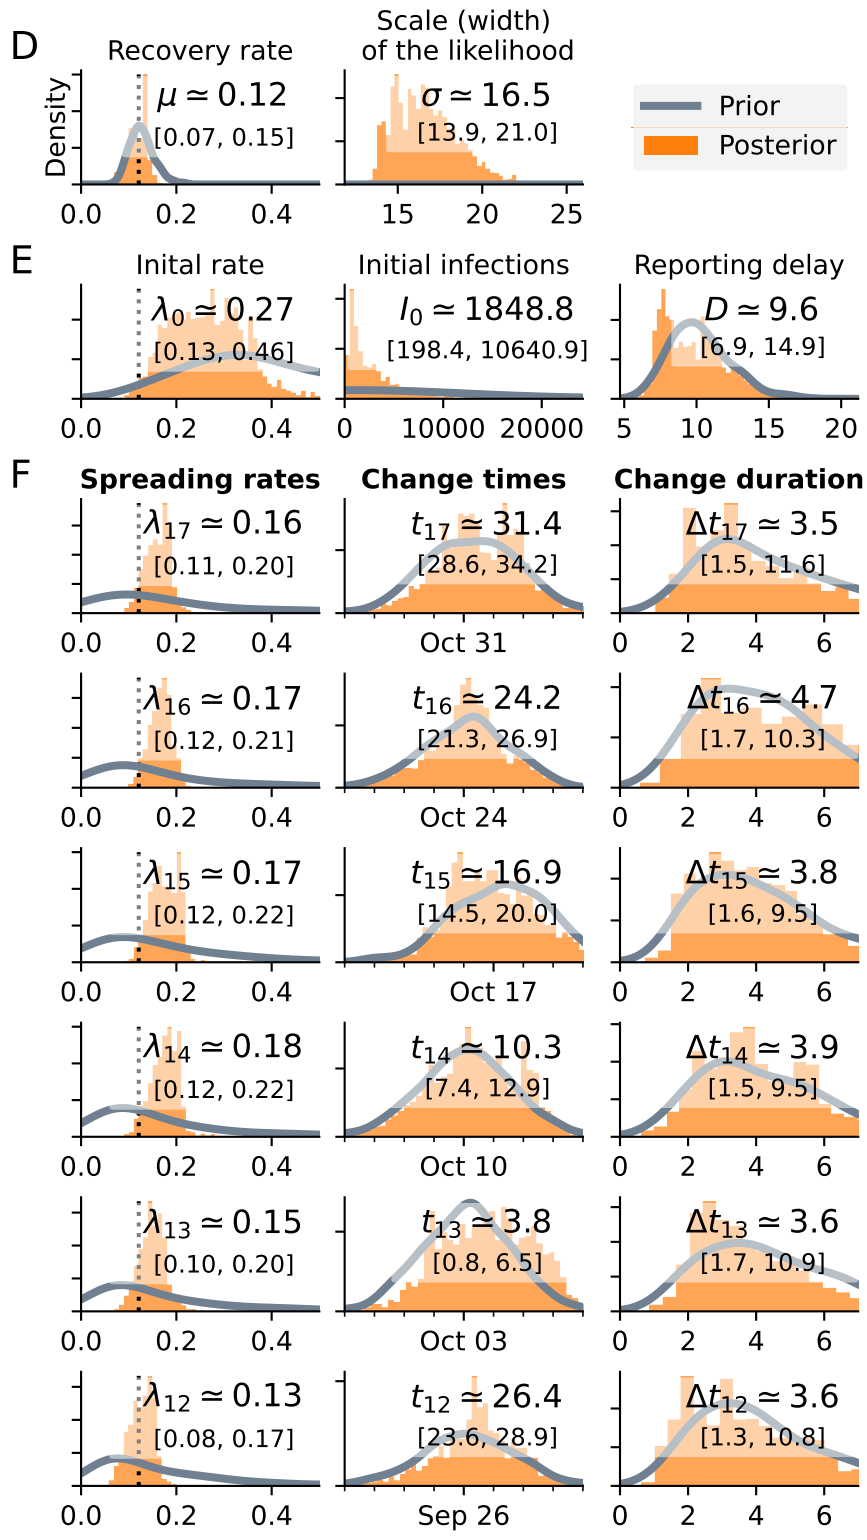 D
Recovery rate
Scale (width)
of the likelihood
Density
μ ≃ 0.12
[0.07, 0.15]
σ ≃ 16.5
[13.9, 21.0]
Prior
Posterior
0.0 0.2 0.4
15 20 25
E
Inital rate
Initial infections
Reporting delay
λ₀ ≃ 0.27
[0.13, 0.46]
I₀ ≃ 1848.8
[198.4, 10640.9]
D ≃ 9.6
[6.9, 14.9]
0.0 0.2 0.4
0 10000 20000
5 10 15 20
F
Spreading rates
Change times
Change duration
λ₁₇ ≃ 0.16
[0.11, 0.20]
t₁₇ ≃ 31.4
[28.6, 34.2]
Δt₁₇ ≃ 3.5
[1.5, 11.6]
0.0 0.2 0.4
Oct 31
0 2 4 6
λ₁₆ ≃ 0.17
[0.12, 0.21]
t₁₆ ≃ 24.2
[21.3, 26.9]
Δt₁₆ ≃ 4.7
[1.7, 10.3]
0.0 0.2 0.4
Oct 24
0 2 4 6
λ₁₅ ≃ 0.17
[0.12, 0.22]
t₁₅ ≃ 16.9
[14.5, 20.0]
Δt₁₅ ≃ 3.8
[1.6, 9.5]
0.0 0.2 0.4
Oct 17
0 2 4 6
λ₁₄ ≃ 0.18
[0.12, 0.22]
t₁₄ ≃ 10.3
[7.4, 12.9]
Δt₁₄ ≃ 3.9
[1.5, 9.5]
0.0 0.2 0.4
Oct 10
0 2 4 6
λ₁₃ ≃ 0.15
[0.10, 0.20]
t₁₃ ≃ 3.8
[0.8, 6.5]
Δt₁₃ ≃ 3.6
[1.7, 10.9]
0.0 0.2 0.4
Oct 03
0 2 4 6
λ₁₂ ≃ 0.13
[0.08, 0.17]
t₁₂ ≃ 26.4
[23.6, 28.9]
Δt₁₂ ≃ 3.6
[1.3, 10.8]
0.0 0.2 0.4
Sep 26
0 2 4 6